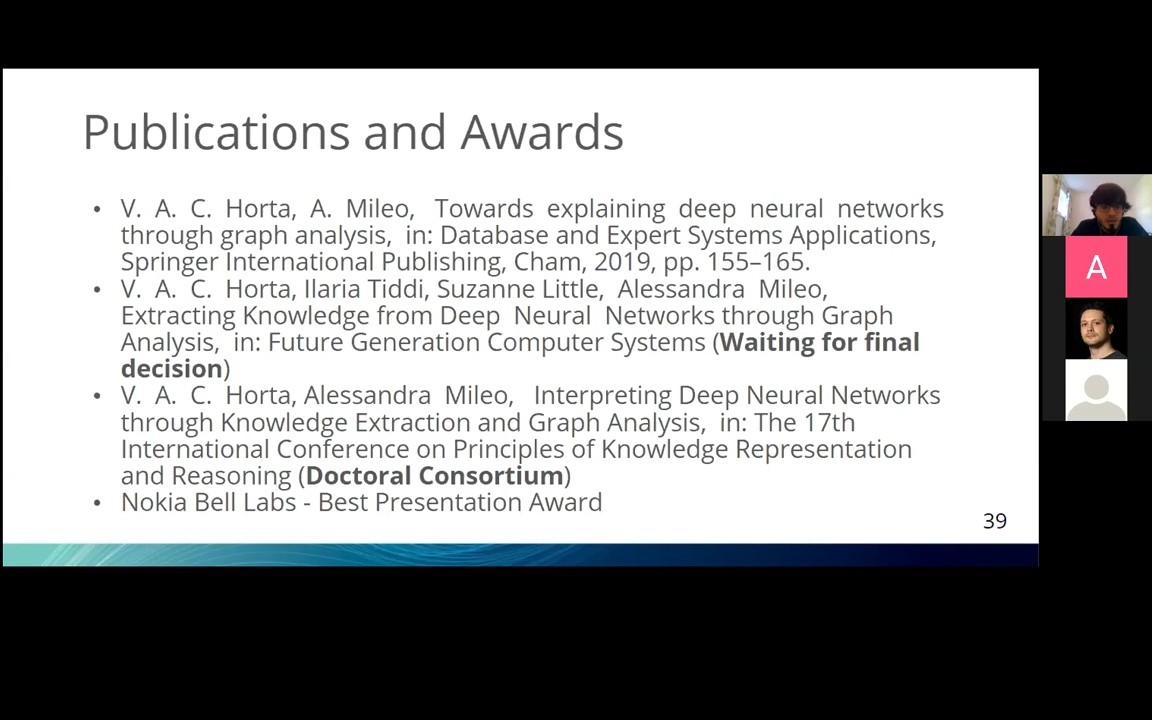 Publications and Awards
• V. A. C. Horta, A. Mileo, Towards explaining deep neural networks
through graph analysis, in: Database and Expert Systems Applications,
Springer International Publishing, Cham, 2019, pp. 155–165.
• V. A. C. Horta, Ilaria Tiddi, Suzanne Little, Alessandra Mileo,
Extracting Knowledge from Deep Neural Networks through Graph
Analysis, in: Future Generation Computer Systems (Waiting for final
decision)
• V. A. C. Horta, Alessandra Mileo, Interpreting Deep Neural Networks
through Knowledge Extraction and Graph Analysis, in: The 17th
International Conference on Principles of Knowledge Representation
and Reasoning (Doctoral Consortium)
• Nokia Bell Labs - Best Presentation Award
39
A